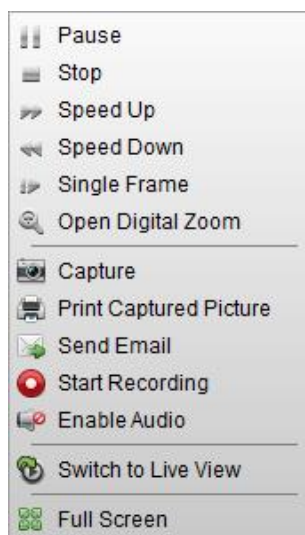 Pause
Stop
Speed Up
Speed Down
Single Frame
Open Digital Zoom
Capture
Print Captured Picture
Send Email
Start Recording
Enable Audio
Switch to Live View
Full Screen